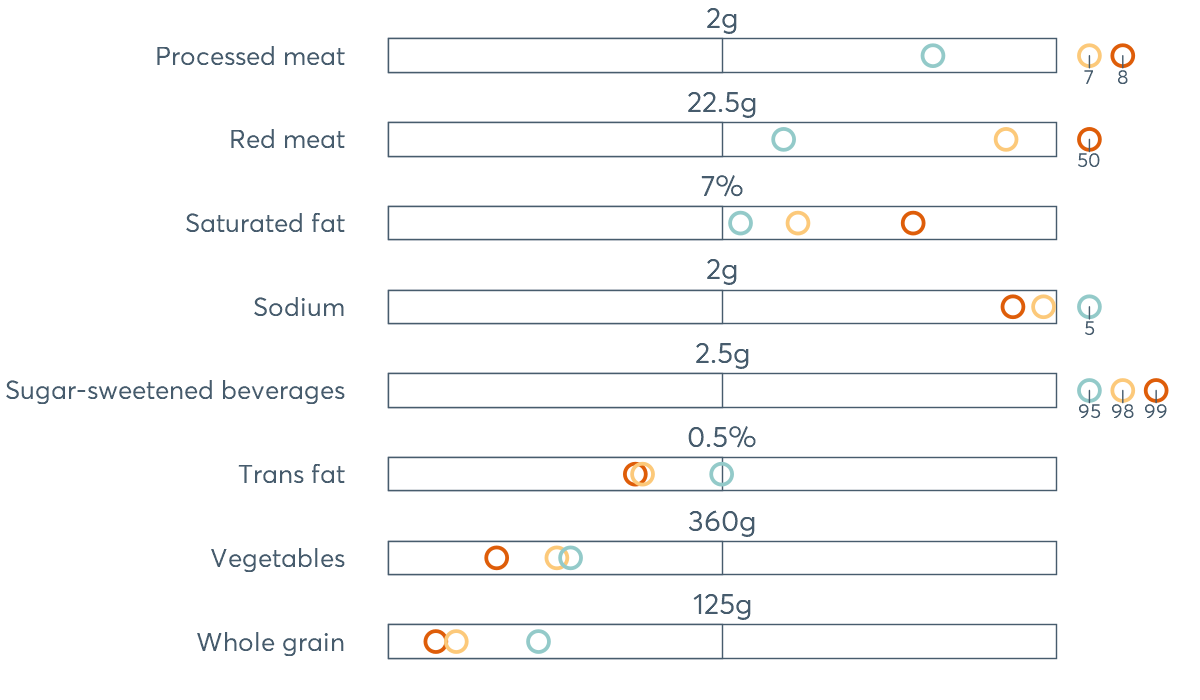 2g
Processed meat
7 8
22.5g
Red meat
50
7%
Saturated fat
2g
Sodium
5
2.5g
Sugar-sweetened beverages
95 98 99
0.5%
Trans fat
360g
Vegetables
125g
Whole grain